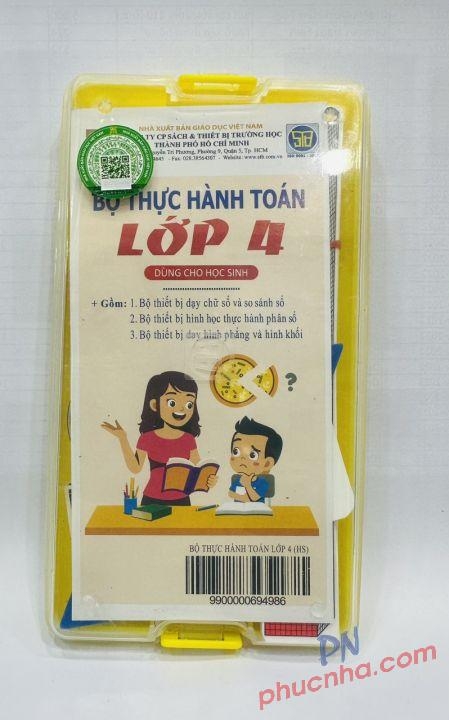 NHÀ XUẤT BẢN GIÁO DỤC VIỆT NAM
TY CP SÁCH & THIẾT BỊ TRƯỜNG HỌC
THÀNH PHỐ HỒ CHÍ MINH
Tri Phương, Phường 9, Quận 5, Tp. HCM
Fax: 028.38564307 - Website: www.stb.com.vn
BỘ THỰC HÀNH TOÁN
LỚP 4
DÙNG CHO HỌC SINH
+ Gồm: 1. Bộ thiết bị dạy chữ số và so sánh số
2. Bộ thiết bị hình học thực hành phân số
3. Bộ thiết bị dạy hình phẳng và hình khối
?
BỘ THỰC HÀNH TOÁN LỚP 4 (HS)
9900000694986
PN
phucnha.com